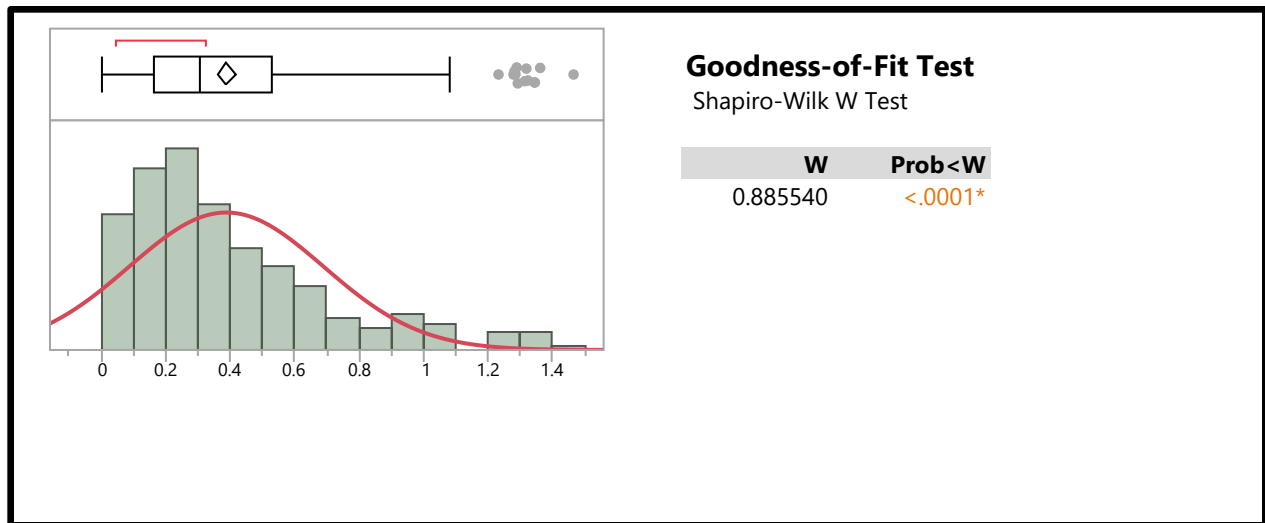 Goodness-of-Fit Test
Shapiro-Wilk W Test
W Prob<W
0.885540 <.0001*
0 0.2 0.4 0.6 0.8 1 1.2 1.4